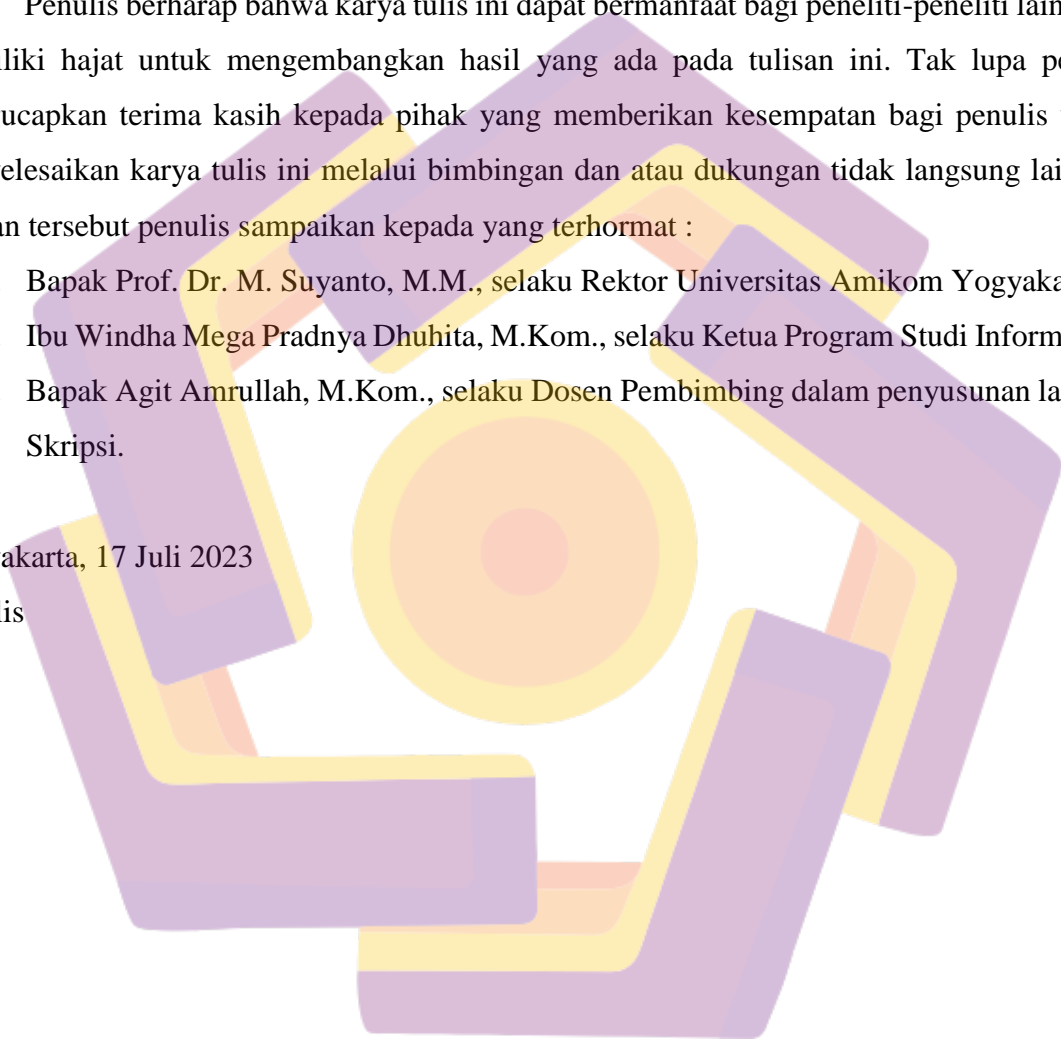 Penulis berharap bahwa karya tulis ini dapat bermanfaat bagi peneliti-peneliti lain
iliki hajat untuk mengembangkan hasil yang ada pada tulisan ini. Tak lupa pe
ucapkan terima kasih kepada pihak yang memberikan kesempatan bagi penulis
elesaikan karya tulis ini melalui bimbingan dan atau dukungan tidak langsung lai
an tersebut penulis sampaikan kepada yang terhormat :
Bapak Prof. Dr. M. Suyanto, M.M., selaku Rektor Universitas Amikom Yogyaka
Ibu Windha Mega Pradnya Dhuhita, M.Kom., selaku Ketua Program Studi Inform
Bapak Agit Amrullah, M.Kom., selaku Dosen Pembimbing dalam penyusunan la
Skripsi.
akarta, 17 Juli 2023
lis